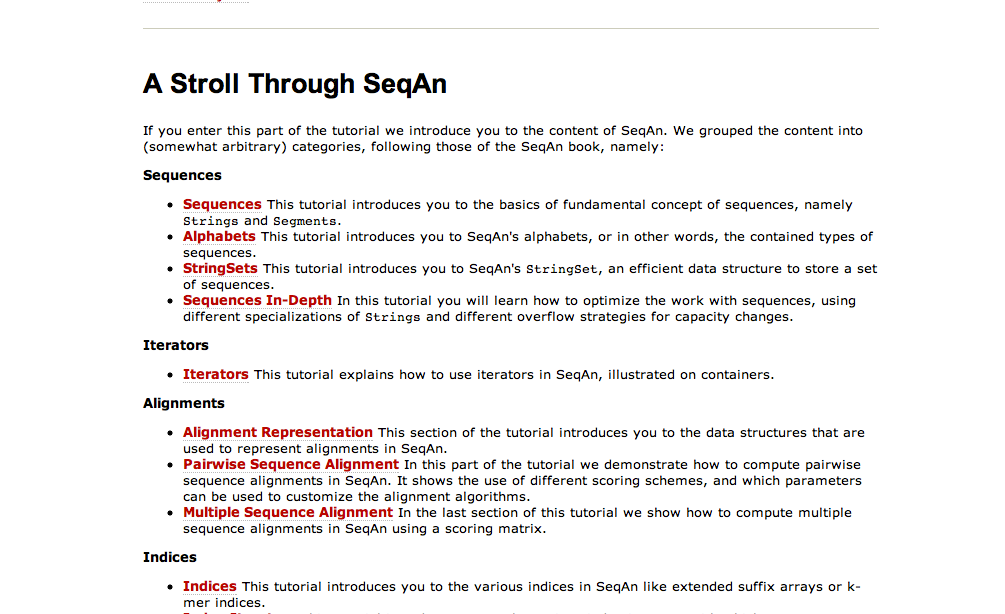 A Stroll Through SeqAn
If you enter this part of the tutorial we introduce you to the content of SeqAn. We grouped the content into
(somewhat arbitrary) categories, following those of the SeqAn book, namely:
Sequences
• Sequences This tutorial introduces you to the basics of fundamental concept of sequences, namely
Strings and Segments.
• Alphabets This tutorial introduces you to SeqAn's alphabets, or in other words, the contained types of
sequences.
• StringSets This tutorial introduces you to SeqAn's StringSet, an efficient data structure to store a set
of sequences.
• Sequences In-Depth In this tutorial you will learn how to optimize the work with sequences, using
different specializations of Strings and different overflow strategies for capacity changes.
Iterators
• Iterators This tutorial explains how to use iterators in SeqAn, illustrated on containers.
Alignments
• Alignment Representation This section of the tutorial introduces you to the data structures that are
used to represent alignments in SeqAn.
• Pairwise Sequence Alignment In this part of the tutorial we demonstrate how to compute pairwise
sequence alignments in SeqAn. It shows the use of different scoring schemes, and which parameters
can be used to customize the alignment algorithms.
• Multiple Sequence Alignment In the last section of this tutorial we show how to compute multiple
sequence alignments in SeqAn using a scoring matrix.
Indices
• Indices This tutorial introduces you to the various indices in SeqAn like extended suffix arrays or k-
mer indices.